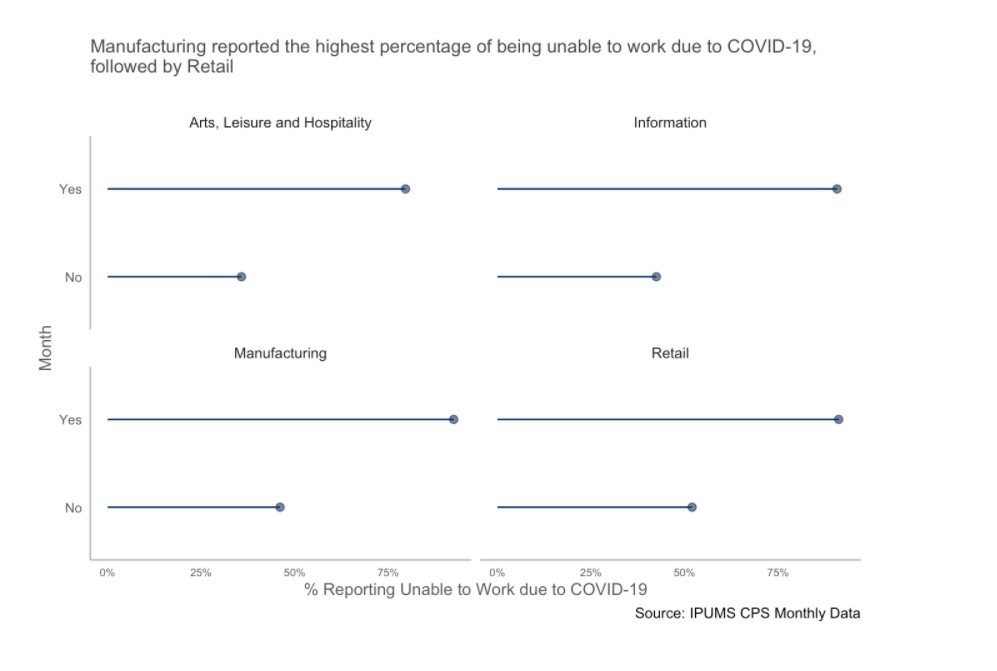 Manufacturing reported the highest percentage of being unable to work due to COVID-19,
followed by Retail
Arts, Leisure and Hospitality
Information
Yes
No
Month
Manufacturing
Retail
Yes
No
0% 25% 50% 75%
0% 25% 50% 75%
% Reporting Unable to Work due to COVID-19
Source: IPUMS CPS Monthly Data